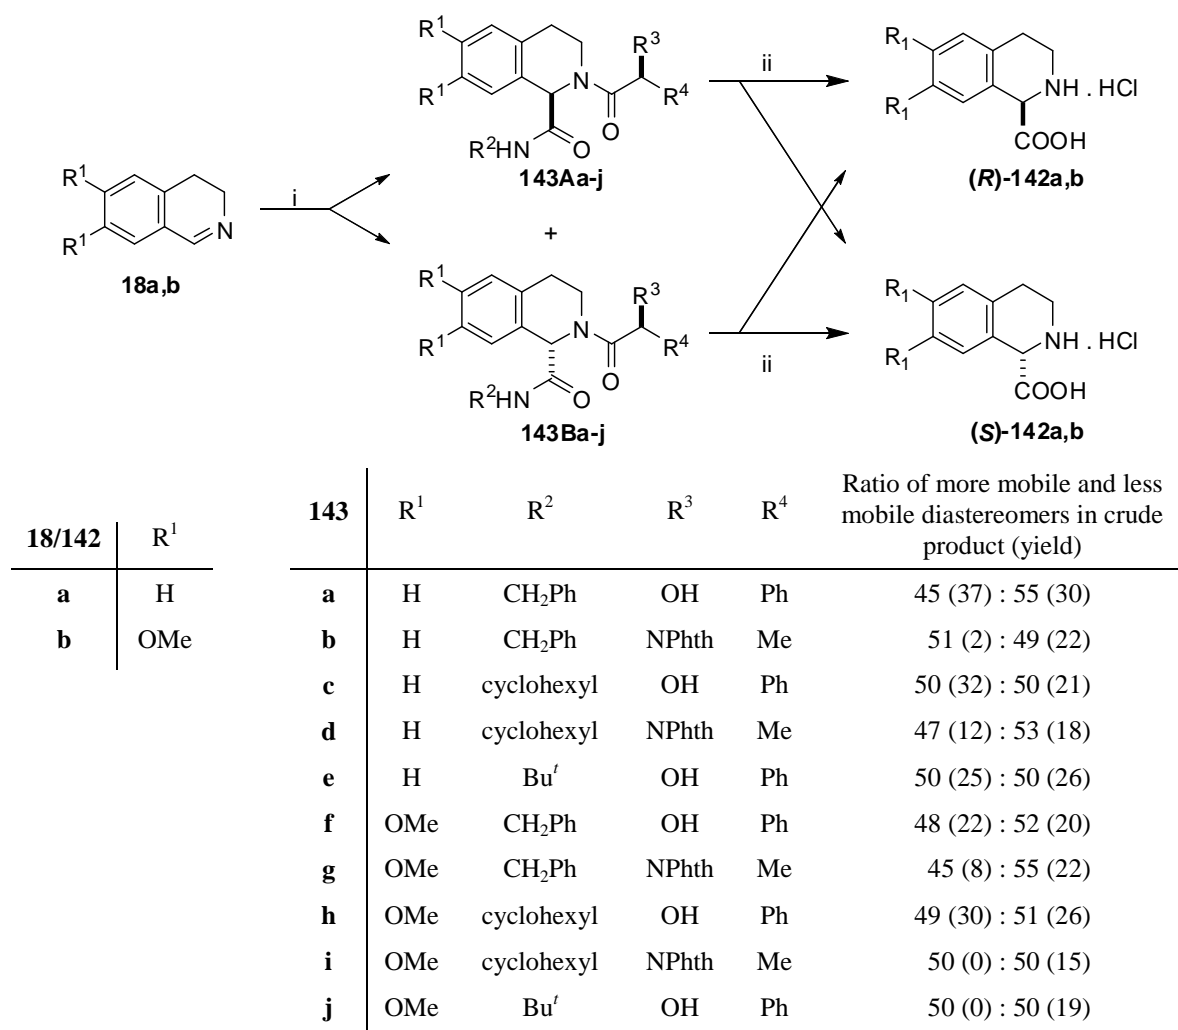 R¹
R¹
N
18a,b
i
R¹
R¹
N
R³
R⁴
O
R²HN
O
143Aa-j
+
R¹
R¹
N
R³
R⁴
O
R²HN
O
143Ba-j
ii
ii
R₁
R₁
NH . HCl
COOH
(R)-142a,b
R₁
R₁
NH . HCl
COOH
(S)-142a,b
18/142 R¹
a H
b OMe
143 R¹ R² R³ R⁴ Ratio of more mobile and less
mobile diastereomers in crude
product (yield)
a H CH₂Ph OH Ph 45 (37) : 55 (30)
b H CH₂Ph NPhth Me 51 (2) : 49 (22)
c H cyclohexyl OH Ph 50 (32) : 50 (21)
d H cyclohexyl NPhth Me 47 (12) : 53 (18)
e H Buᵗ OH Ph 50 (25) : 50 (26)
f OMe CH₂Ph OH Ph 48 (22) : 52 (20)
g OMe CH₂Ph NPhth Me 45 (8) : 55 (22)
h OMe cyclohexyl OH Ph 49 (30) : 51 (26)
i OMe cyclohexyl NPhth Me 50 (0) : 50 (15)
j OMe Buᵗ OH Ph 50 (0) : 50 (19)